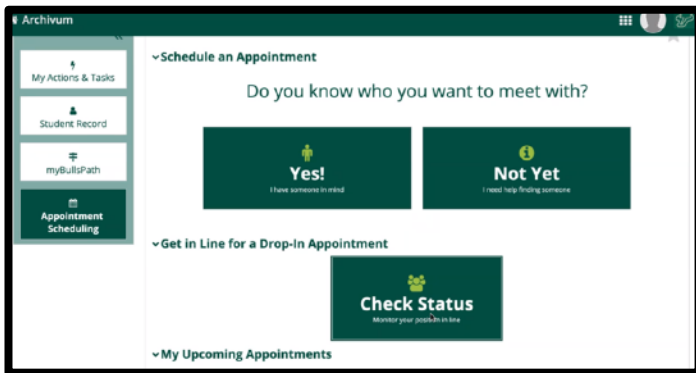 Archivum
My Actions & Tasks
Student Record
myBullsPath
Appointment
Scheduling
Schedule an Appointment
Do you know who you want to meet with?
Yes!
I have someone in mind
Not Yet
I need help finding someone
Get in Line for a Drop-In Appointment
Check Status
Monitor your position in line
My Upcoming Appointments